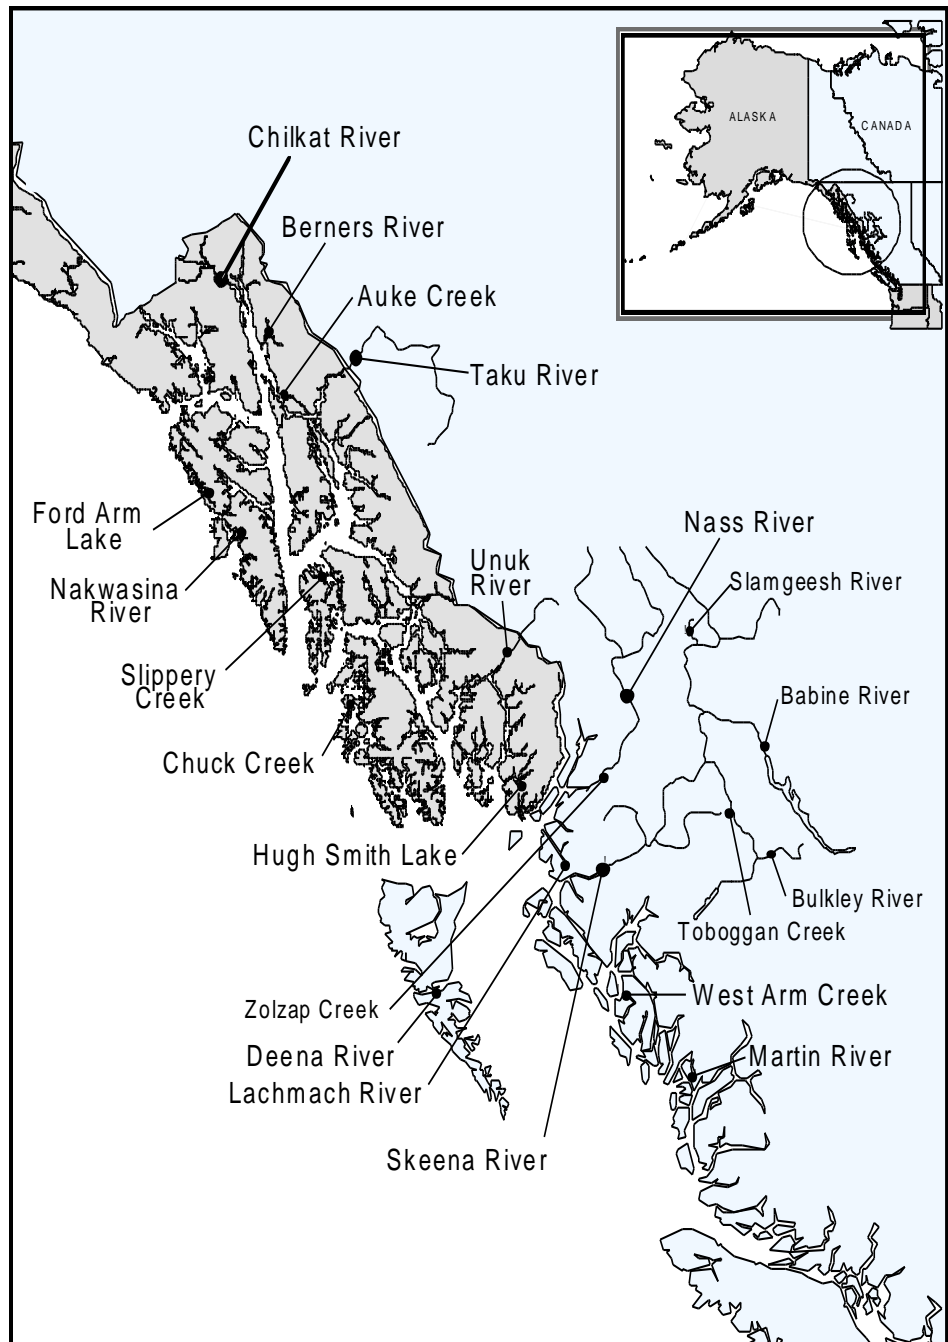 ALASKA
CANADA
Chilkat River
Berners River
Auke Creek
Taku River
Ford Arm
Lake
Nass River
Unuk
River
Slamgeesh River
Nakwasina
River
Slippery
Creek
Babine River
Chuck Creek
Hugh Smith Lake
Bulkley River
Toboggan Creek
West Arm Creek
Zolzap Creek
Deena River
Martin River
Lachmach River
Skeena River